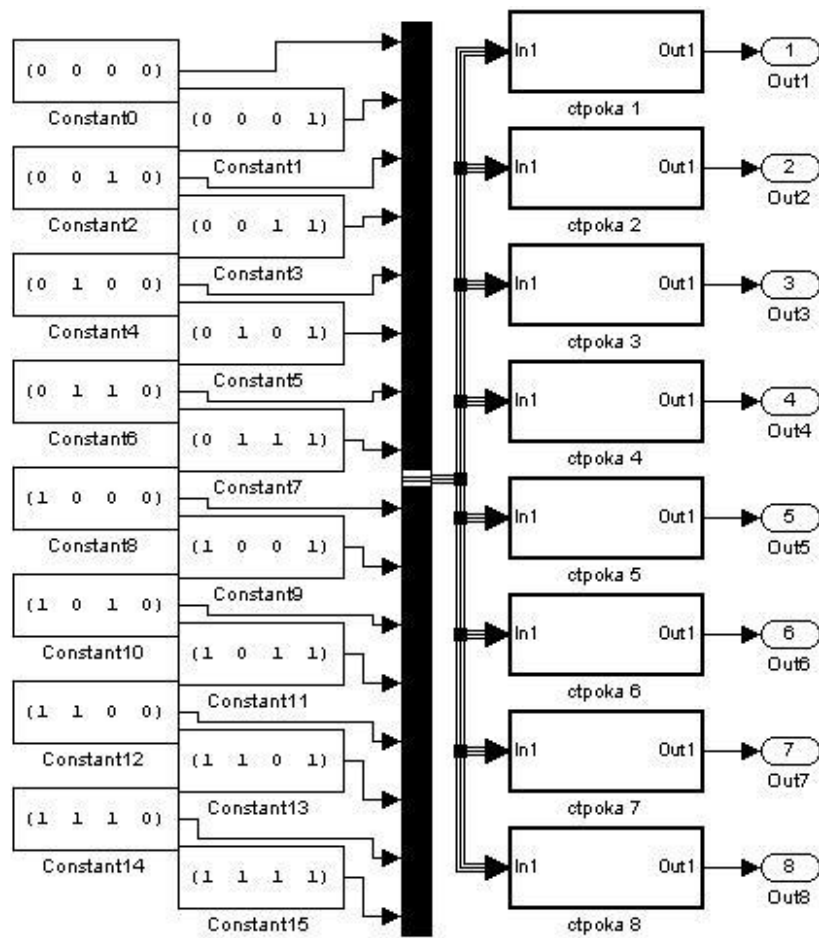 (0 0 0 0)
Constant0
(0 0 0 1)
Constant1
(0 0 1 0)
Constant2
(0 0 1 1)
Constant3
(0 1 0 0)
Constant4
(0 1 0 1)
Constant5
(0 1 1 0)
Constant6
(0 1 1 1)
Constant7
(1 0 0 0)
Constant8
(1 0 0 1)
Constant9
(1 0 1 0)
Constant10
(1 0 1 1)
Constant11
(1 1 0 0)
Constant12
(1 1 0 1)
Constant13
(1 1 1 0)
Constant14
(1 1 1 1)
Constant15
In1 Out1
ctpoka 1
1
Out1
In1 Out1
ctpoka 2
2
Out2
In1 Out1
ctpoka 3
3
Out3
In1 Out1
ctpoka 4
4
Out4
In1 Out1
ctpoka 5
5
Out5
In1 Out1
ctpoka 6
6
Out6
In1 Out1
ctpoka 7
7
Out7
In1 Out1
ctpoka 8
8
Out8